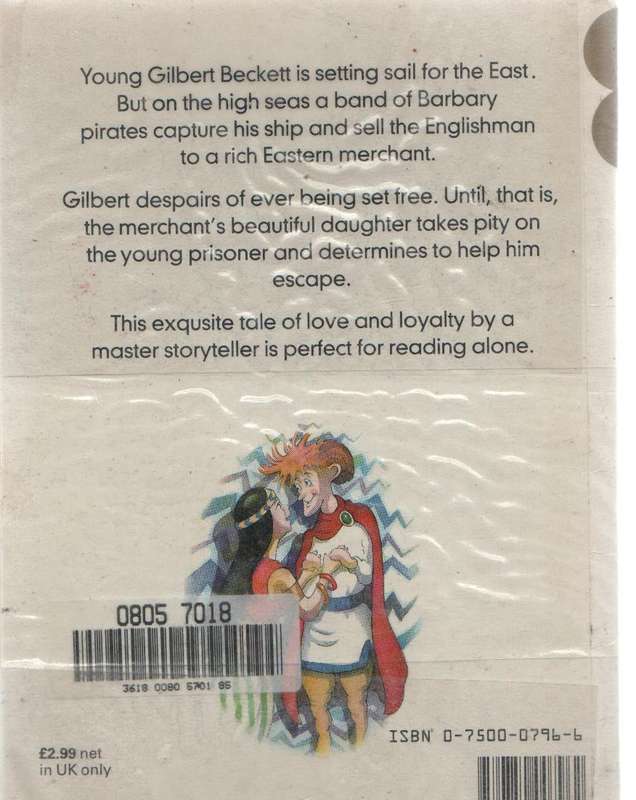 Young Gilbert Beckett is setting sail for the East.
But on the high seas a band of Barbary
pirates capture his ship and sell the Englishman
to a rich Eastern merchant.
Gilbert despairs of ever being set free. Until, that is,
the merchant's beautiful daughter takes pity on
the young prisoner and determines to help him
escape.
This exqusite tale of love and loyalty by a
master storyteller is perfect for reading alone.
0805 7018
3618 0080 5701 85
ISBN 0-7500-0796-6
£2.99 net
in UK only